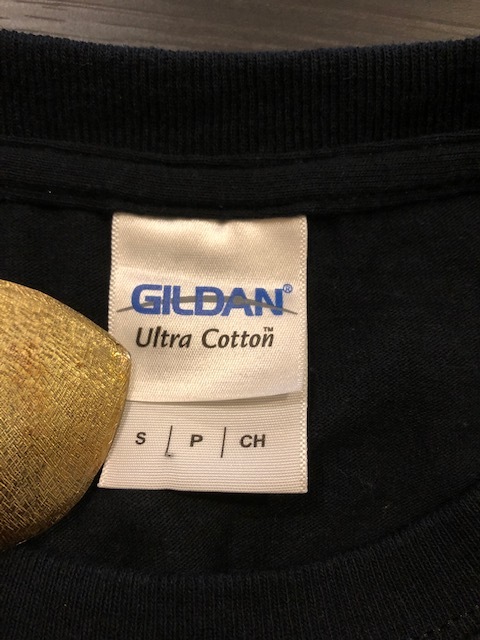 GILDAN®
Ultra Cotton™
S / P / CH